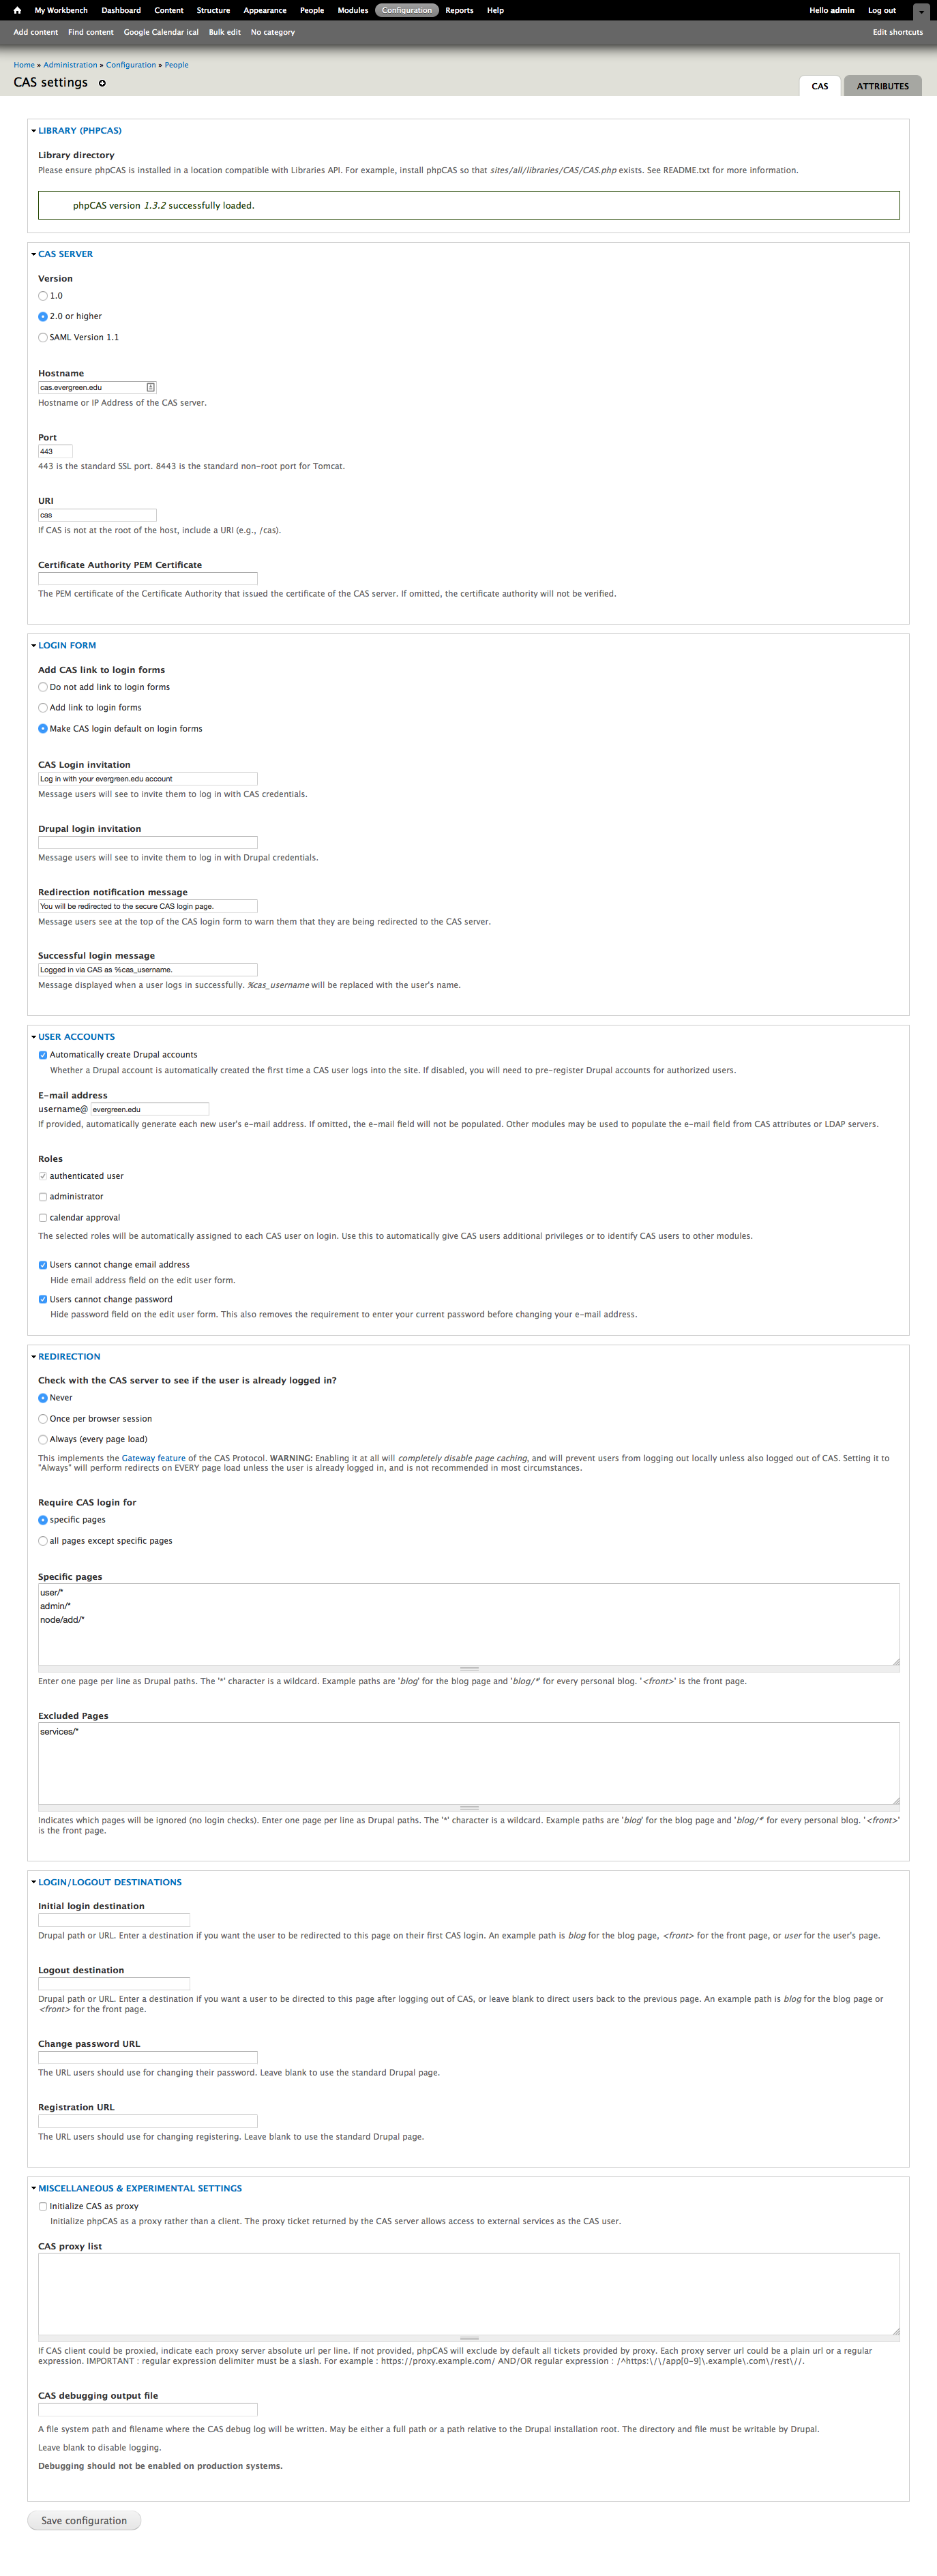 My Workbench Dashboard Content Structure Appearance People Modules Configuration Reports Help Hello admin Log out
Add content Find content Google Calendar ical Bulk edit No category Edit shortcuts
Home » Administration » Configuration » People
CAS settings
CAS ATTRIBUTES
LIBRARY (PHPCAS)
Library directory
Please ensure phpCAS is installed in a location compatible with Libraries API. For example, install phpCAS so that sites/all/libraries/CAS/CAS.php exists. See README.txt for more information.
phpCAS version 1.3.2 successfully loaded.
CAS SERVER
Version
1.0
2.0 or higher
SAML Version 1.1
Hostname
cas.evergreen.edu
Hostname or IP Address of the CAS server.
Port
443
443 is the standard SSL port. 8443 is the standard non-root port for Tomcat.
URI
cas
If CAS is not at the root of the host, include a URI (e.g., /cas).
Certificate Authority PEM Certificate
The PEM certificate of the Certificate Authority that issued the certificate of the CAS server. If omitted, the certificate authority will not be verified.
LOGIN FORM
Add CAS link to login forms
Do not add link to login forms
Add link to login forms
Make CAS login default on login forms
CAS Login invitation
Log in with your evergreen.edu account
Message users will see to invite them to log in with CAS credentials.
Drupal login invitation
Message users will see to invite them to log in with Drupal credentials.
Redirection notification message
You will be redirected to the secure CAS login page.
Message users see at the top of the CAS login form to warn them that they are being redirected to the CAS server.
Successful login message
Logged in via CAS as %cas_username.
Message displayed when a user logs in successfully. %cas_username will be replaced with the user's name.
USER ACCOUNTS
Automatically create Drupal accounts
Whether a Drupal account is automatically created the first time a CAS user logs into the site. If disabled, you will need to pre-register Drupal accounts for authorized users.
E-mail address
username@ evergreen.edu
If provided, automatically generate each new user's e-mail address. If omitted, the e-mail field will not be populated. Other modules may be used to populate the e-mail field from CAS attributes or LDAP servers.
Roles
authenticated user
administrator
calendar approval
The selected roles will be automatically assigned to each CAS user on login. Use this to automatically give CAS users additional privileges or to identify CAS users to other modules.
Users cannot change email address
Hide email address field on the edit user form.
Users cannot change password
Hide password field on the edit user form. This also removes the requirement to enter your current password before changing your e-mail address.
REDIRECTION
Check with the CAS server to see if the user is already logged in?
Never
Once per browser session
Always (every page load)
This implements the Gateway feature of the CAS Protocol. WARNING: Enabling it at all will completely disable page caching, and will prevent users from logging out locally unless also logged out of CAS. Setting it to
"Always" will perform redirects on EVERY page load unless the user is already logged in, and is not recommended in most circumstances.
Require CAS login for
specific pages
all pages except specific pages
Specific pages
user/*
admin/*
node/add/*
Enter one page per line as Drupal paths. The '*' character is a wildcard. Example paths are 'blog' for the blog page and 'blog/*' for every personal blog. '<front>' is the front page.
Excluded Pages
services/*
Indicates which pages will be ignored (no login checks). Enter one page per line as Drupal paths. The '*' character is a wildcard. Example paths are 'blog' for the blog page and 'blog/*' for every personal blog. '<front>'
is the front page.
LOGIN/LOGOUT DESTINATIONS
Initial login destination
Drupal path or URL. Enter a destination if you want the user to be redirected to this page on their first CAS login. An example path is blog for the blog page, <front> for the front page, or user for the user's page.
Logout destination
Drupal path or URL. Enter a destination if you want a user to be directed to this page after logging out of CAS, or leave blank to direct users back to the previous page. An example path is blog for the blog page or
<front> for the front page.
Change password URL
The URL users should use for changing their password. Leave blank to use the standard Drupal page.
Registration URL
The URL users should use for changing registering. Leave blank to use the standard Drupal page.
MISCELLANEOUS & EXPERIMENTAL SETTINGS
Initialize CAS as proxy
Initialize phpCAS as a proxy rather than a client. The proxy ticket returned by the CAS server allows access to external services as the CAS user.
CAS proxy list
If CAS client could be proxied, indicate each proxy server absolute url per line. If not provided, phpCAS will exclude by default all tickets provided by proxy. Each proxy server url could be a plain url or a regular
expression. IMPORTANT : regular expression delimiter must be a slash. For example : https://proxy.example.com/ AND/OR regular expression : /^https:\/\/app[0-9]\.example\.com\/rest\//.
CAS debugging output file
A file system path and filename where the CAS debug log will be written. May be either a full path or a path relative to the Drupal installation root. The directory and file must be writable by Drupal.
Leave blank to disable logging.
Debugging should not be enabled on production systems.
Save configuration